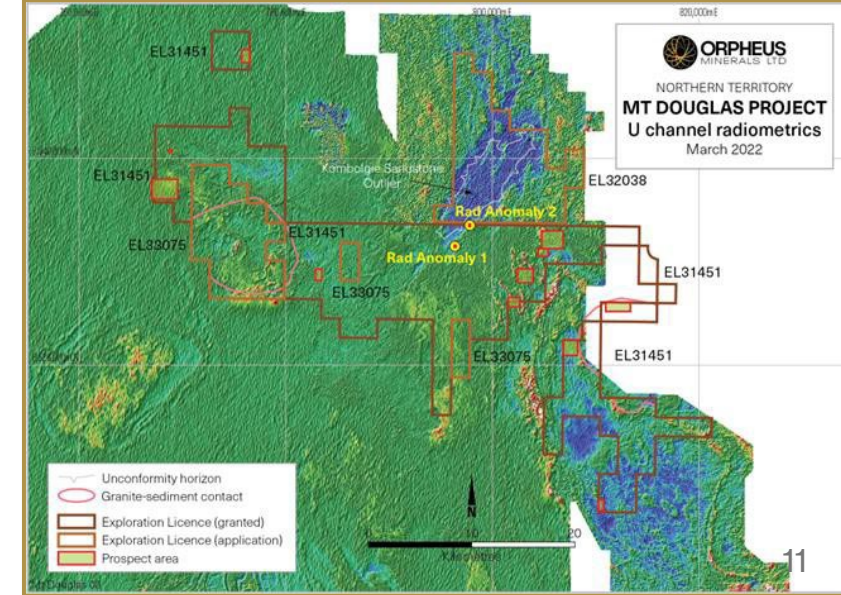 800,000mE
820,000mE
ORPHEUS
MINERALS LTD
NORTHERN TERRITORY
MT DOUGLAS PROJECT
U channel radiometrics
March 2022
EL31451
Kombolgie Sandstone
Outlier
EL31451
EL32038
Rad Anomaly 2
EL33075
EL31451
Rad Anomaly 1
EL31451
EL33075
EL33075
EL31451
Unconformity horizon
Granite-sediment contact
Exploration Licence (granted)
Exploration Licence (application)
Prospect area
N
0 10 20
Kilometres
11